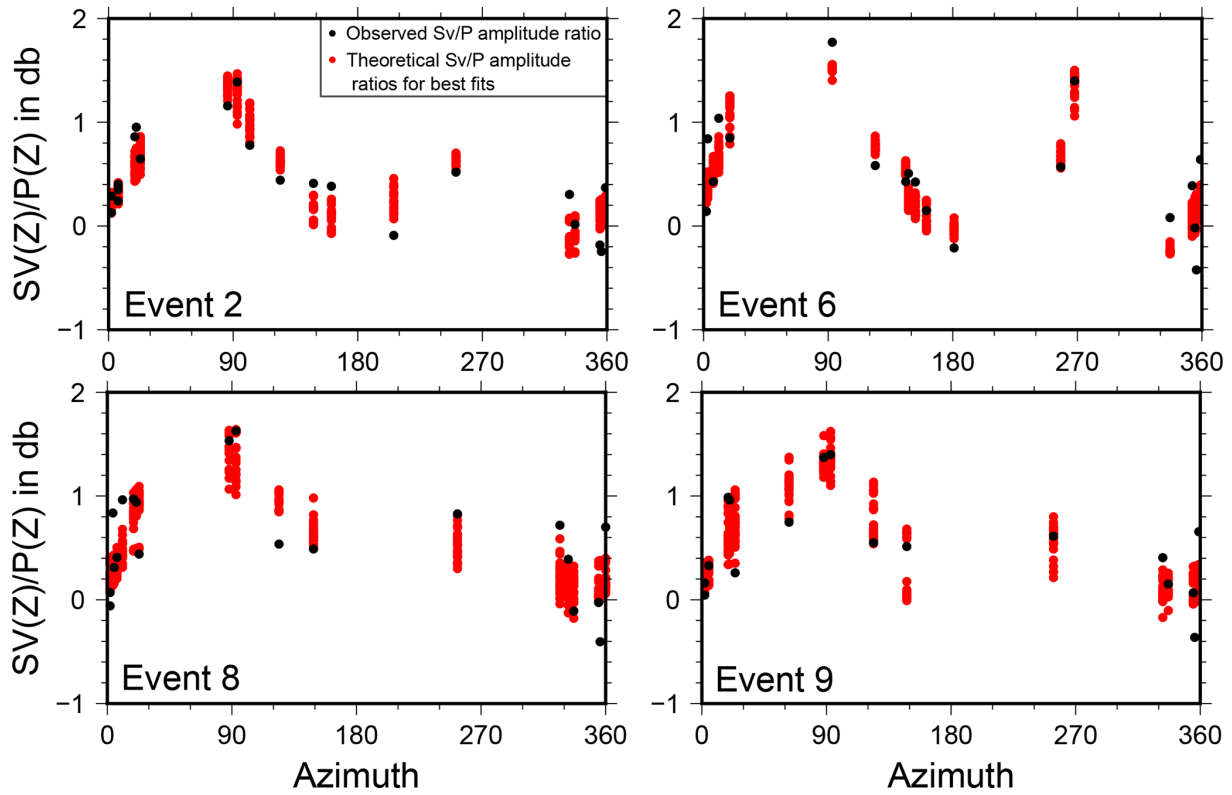 SV(Z)/P(Z) in db
2
1
0
−1
Observed Sv/P amplitude ratio
Theoretical Sv/P amplitude
ratios for best fits
Event 2
0 90 180 270 360
2
1
0
−1
Event 6
0 90 180 270 360
SV(Z)/P(Z) in db
2
1
0
−1
Event 8
0 90 180 270 360
Azimuth
2
1
0
−1
Event 9
0 90 180 270 360
Azimuth